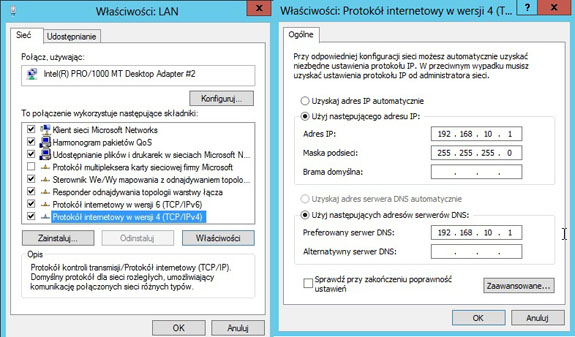 Właściwości: LAN
Sieć
Udostępnianie
Połącz, używając:
Intel(R) PRO/1000 MT Desktop Adapter #2
Konfiguruj...
To połączenie wykorzystuje następujące składniki:
Klient sieci Microsoft Networks
Harmonogram pakietów QoS
Udostępnianie plików i drukarek w sieciach Microsoft N...
Protokół multipleksera karty sieciowej firmy Microsoft
Sterownik We/Wy mapowania z odnajdywaniem topolo...
Responder odnajdywania topologii warstwy łącza
Protokół internetowy w wersji 6 (TCP/IPv6)
Protokół internetowy w wersji 4 (TCP/IPv4)
Zainstaluj...
Odinstaluj
Właściwości
Opis
Protokół kontroli transmisji/Protokół internetowy (TCP/IP).
Domyślny protokół dla sieci rozległych, umożliwiający
komunikację połączonych sieci różnych typów.
OK
Anuluj
Właściwości: Protokół internetowy w wersji 4 (T...
Ogólne
Przy odpowiedniej konfiguracji sieci możesz automatycznie uzyskać
niezbędne ustawienia protokołu IP. W przeciwnym wypadku musisz
uzyskać ustawienia protokołu IP od administratora sieci.
Uzyskaj adres IP automatycznie
Użyj następującego adresu IP:
Adres IP: 192 . 168 . 10 . 1
Maska podsieci: 255 . 255 . 255 . 0
Brama domyślna: . . .
Uzyskaj adres serwera DNS automatycznie
Użyj następujących adresów serwerów DNS:
Preferowany serwer DNS: 192 . 168 . 10 . 1
Alternatywny serwer DNS: . . .
Sprawdź przy zakończeniu poprawność
ustawień
Zaawansowane...
OK
Anuluj